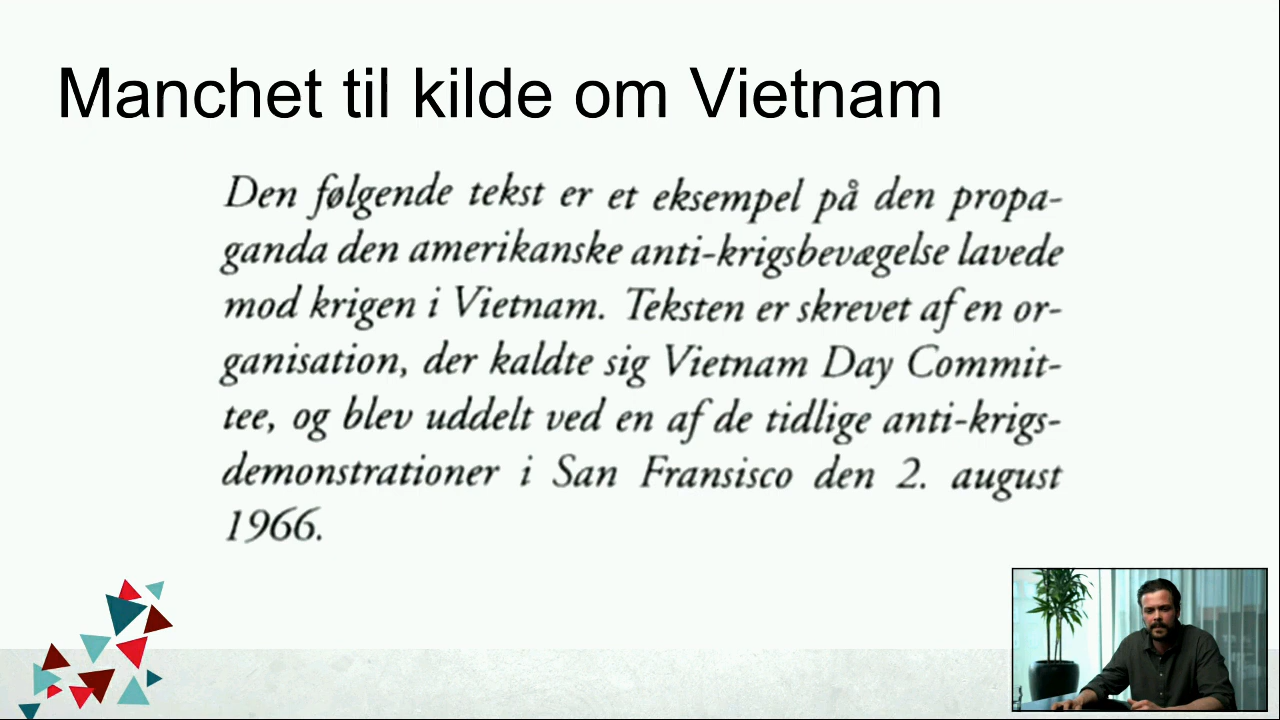 Manchet til kilde om Vietnam
Den følgende tekst er et eksempel på den propa-
ganda den amerikanske anti-krigsbevægelse lavede
mod krigen i Vietnam. Teksten er skrevet af en or-
ganisation, der kaldte sig Vietnam Day Commit-
tee, og blev uddelt ved en af de tidlige anti-krigs-
demonstrationer i San Fransisco den 2. august
1966.